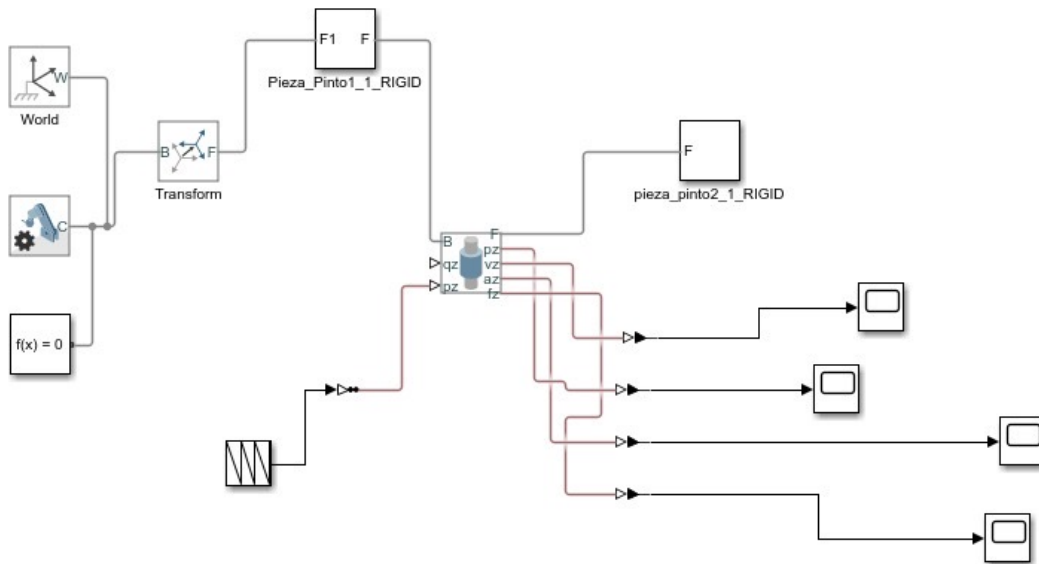 F1
F
Pieza_Pinto1_1_RIGID
W
World
B
F
Transform
F
pieza_pinto2_1_RIGID
C
B
F
qz
pz
pz
vz
az
fz
f(x) = 0